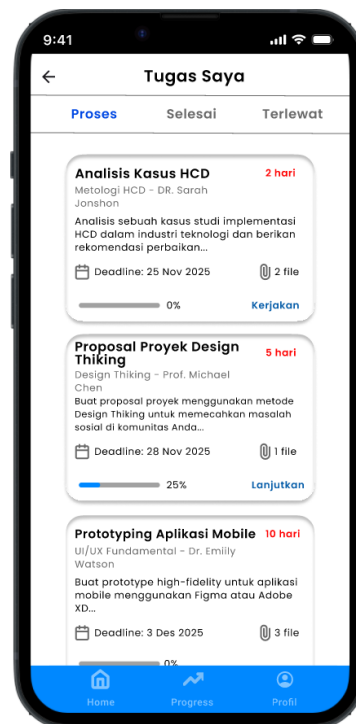 9:41
Tugas Saya
Proses Selesai Terlewat
Analisis Kasus HCD 2 hari
Metologi HCD - DR. Sarah
Jonshon
Analisis sebuah kasus studi implementasi
HCD dalam industri teknologi dan berikan
rekomendasi perbaikan...
Deadline: 25 Nov 2025 2 file
0% Kerjakan
Proposal Proyek Design
Thiking 5 hari
Design Thiking - Prof. Michael
Chen
Buat proposal proyek menggunakan metode
Design Thiking untuk memecahkan masalah
sosial di komunitas Anda...
Deadline: 28 Nov 2025 1 file
25% Lanjutkan
Prototyping Aplikasi Mobile 10 hari
UI/UX Fundamental - Dr. Emiily
Watson
Buat prototype high-fidelity untuk aplikasi
mobile menggunakan Figma atau Adobe
XD...
Deadline: 3 Des 2025 3 file
0%
Home Progress Profil